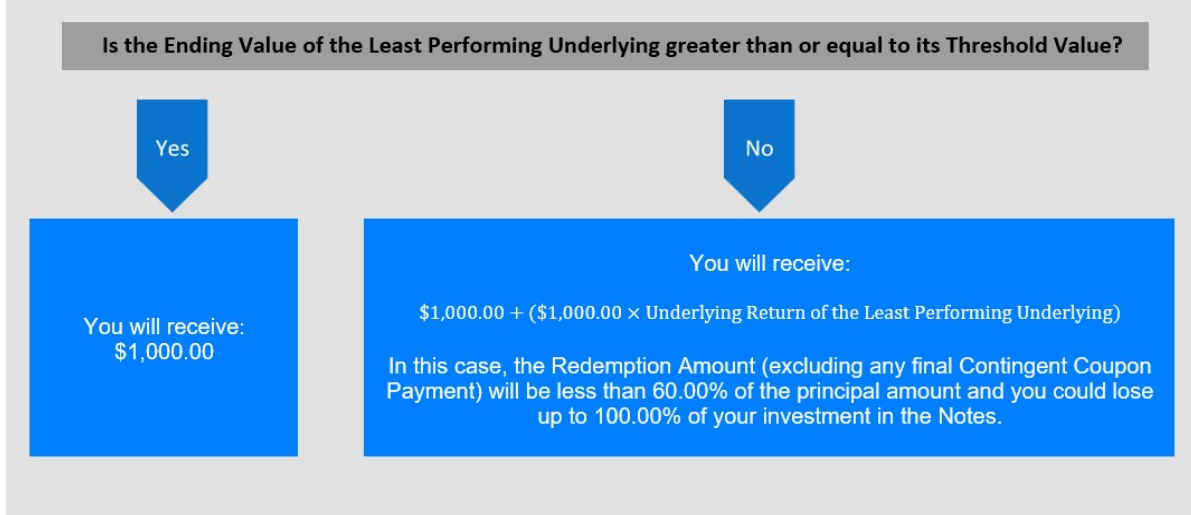 Is the Ending Value of the Least Performing Underlying greater than or equal to its Threshold Value?
Yes
No
You will receive:
$1,000.00
You will receive:
$1,000.00 + ($1,000.00 × Underlying Return of the Least Performing Underlying)
In this case, the Redemption Amount (excluding any final Contingent Coupon
Payment) will be less than 60.00% of the principal amount and you could lose
up to 100.00% of your investment in the Notes.